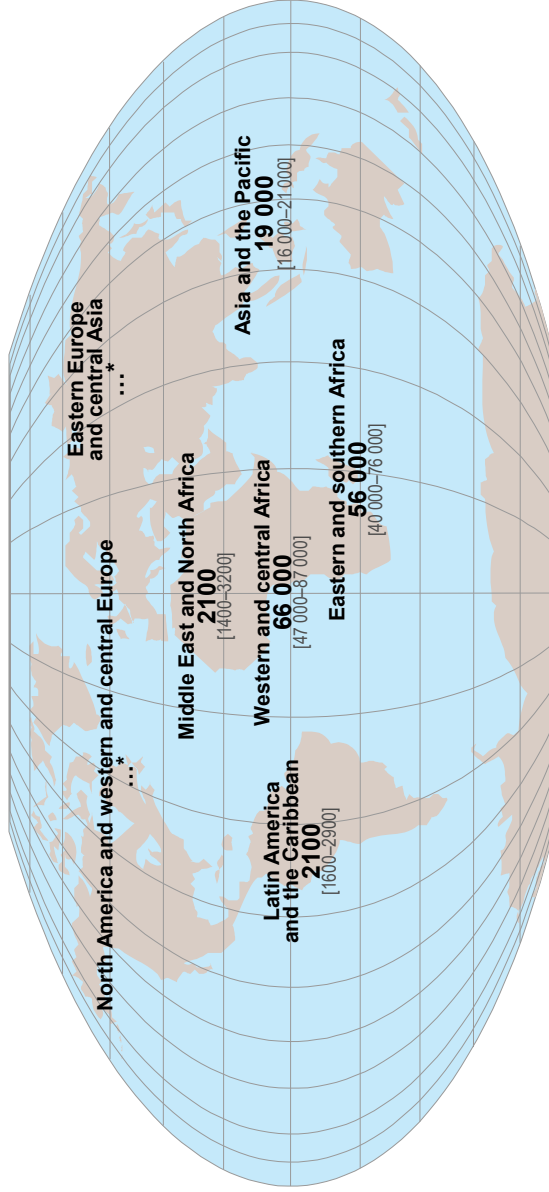 North America and western and central Europe
...*
Eastern Europe
and central Asia
...*
Middle East and North Africa
2100
[1400–3200]
Western and central Africa
66 000
[47 000–87 000]
Latin America
and the Caribbean
2100
[1600–2900]
Asia and the Pacific
19 000
[16 000–21 000]
Eastern and southern Africa
56 000
[40 000–76 000]